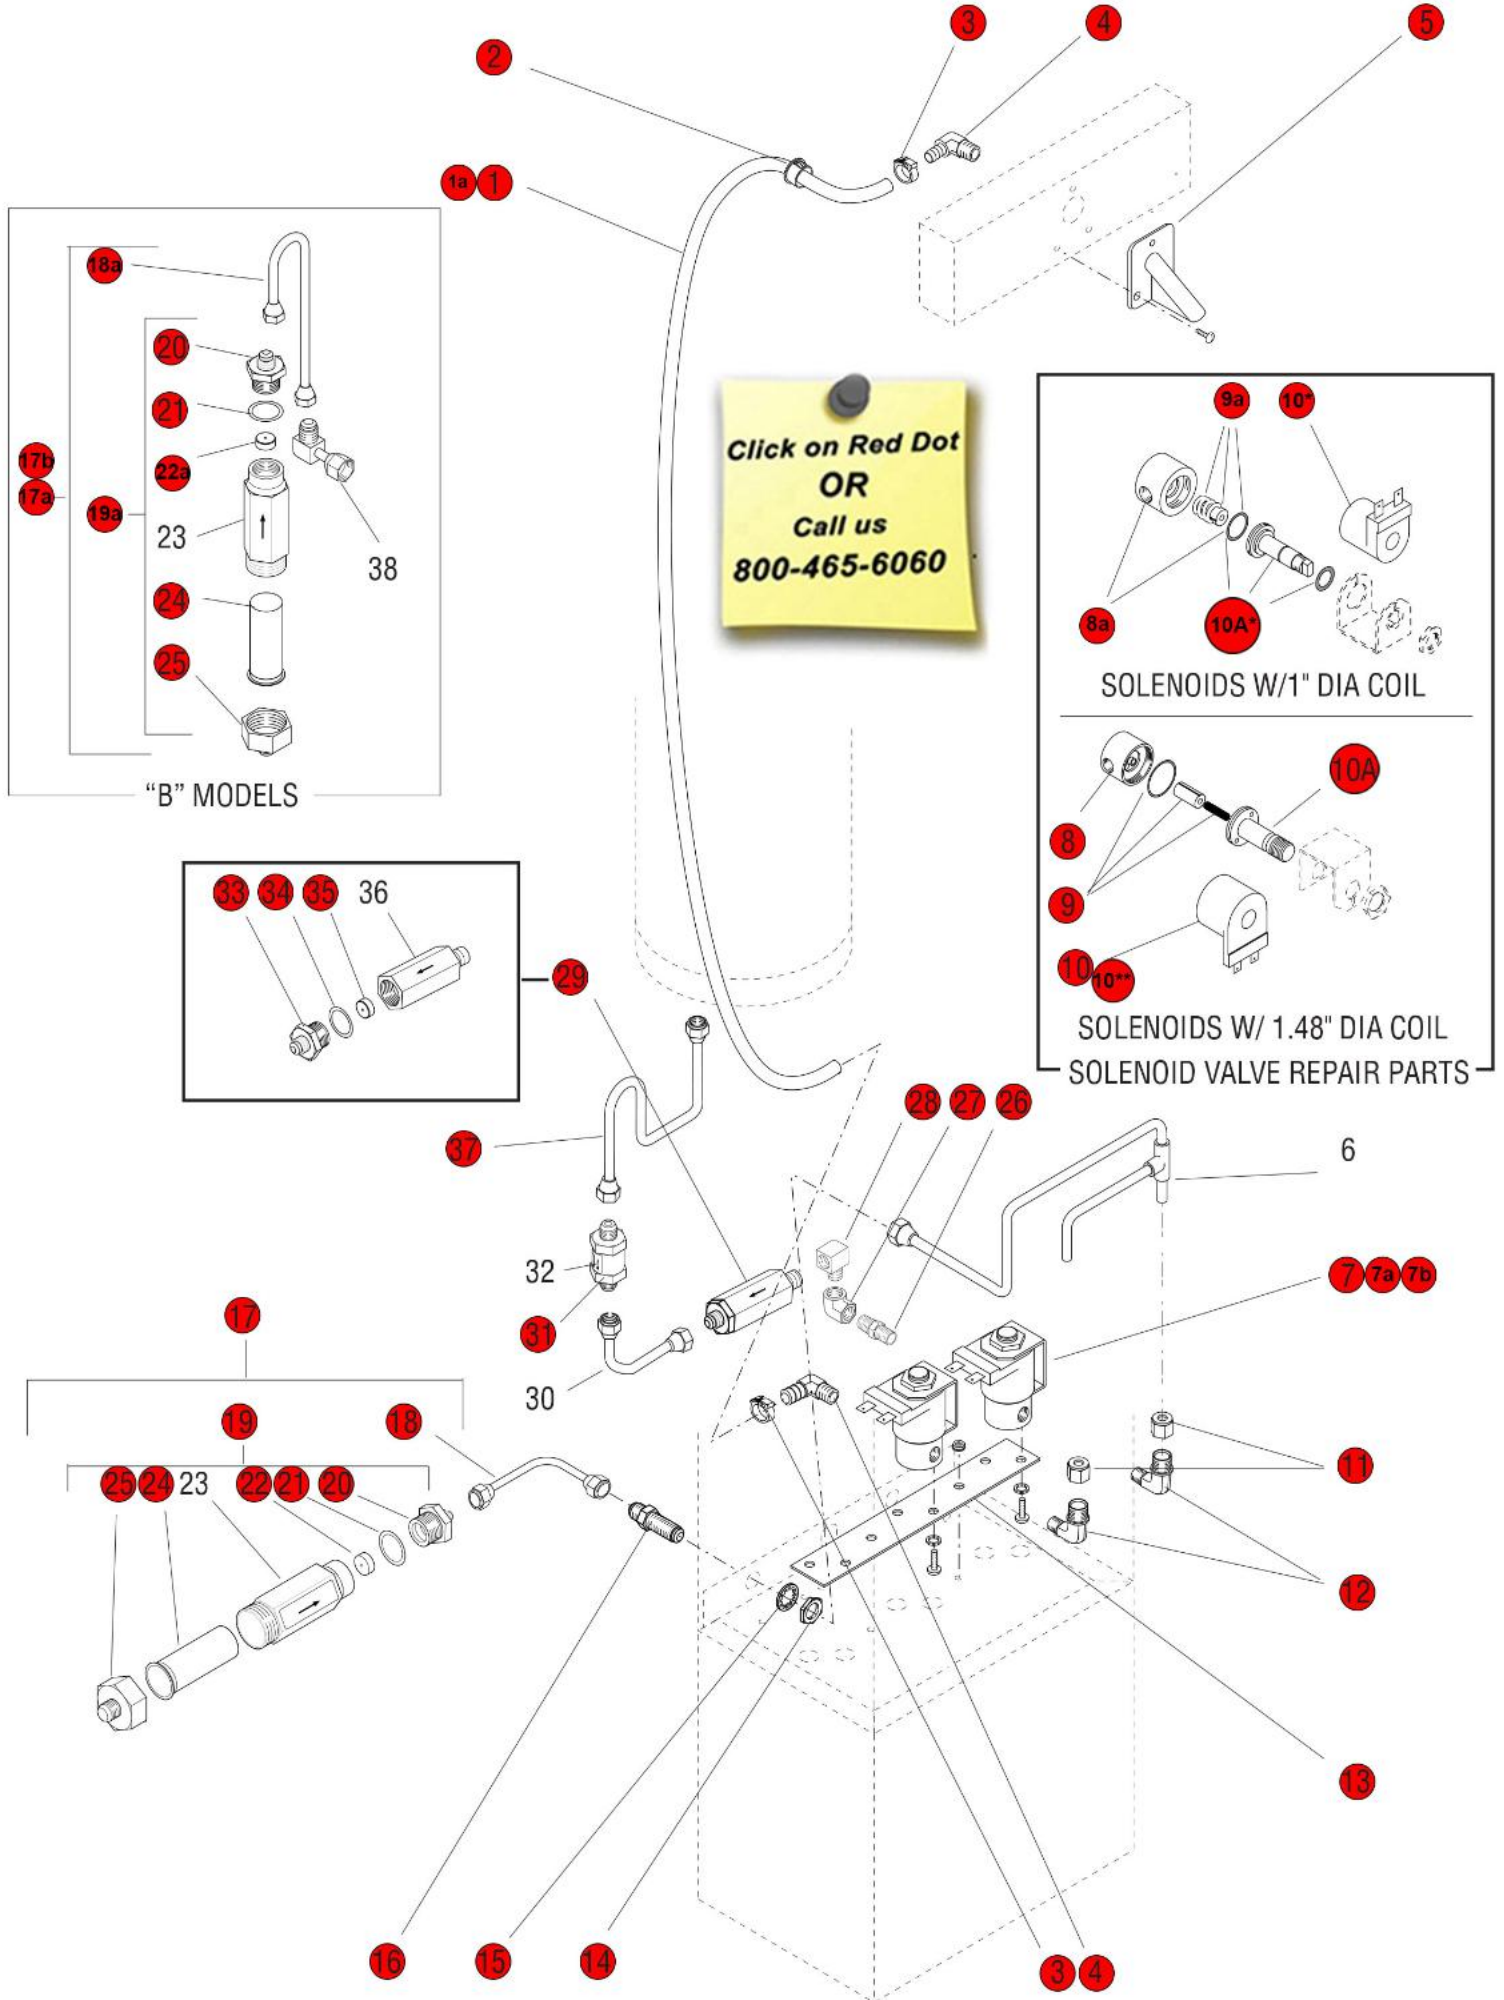 3 4 5
2
1a 1
18a
20
21
17b
22a
17a
19a
23
38
24
25
"B" MODELS
Click on Red Dot
OR
Call us
800-465-6060
9a 10*
8a 10A*
SOLENOIDS W/1" DIA COIL
10A
8
9
10 10**
SOLENOIDS W/ 1.48" DIA COIL
SOLENOID VALVE REPAIR PARTS
33 34 35 36
29
28 27 26
37
6
32
7 7a 7b
17
31
30
19 18
25 24 23 22 21 20
11
12
13
16 15 14
3 4